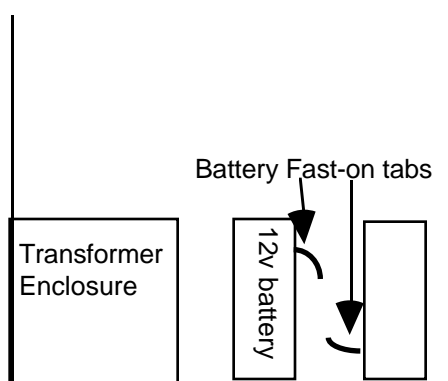 Battery Fast-on tabs
Transformer
Enclosure
12v battery